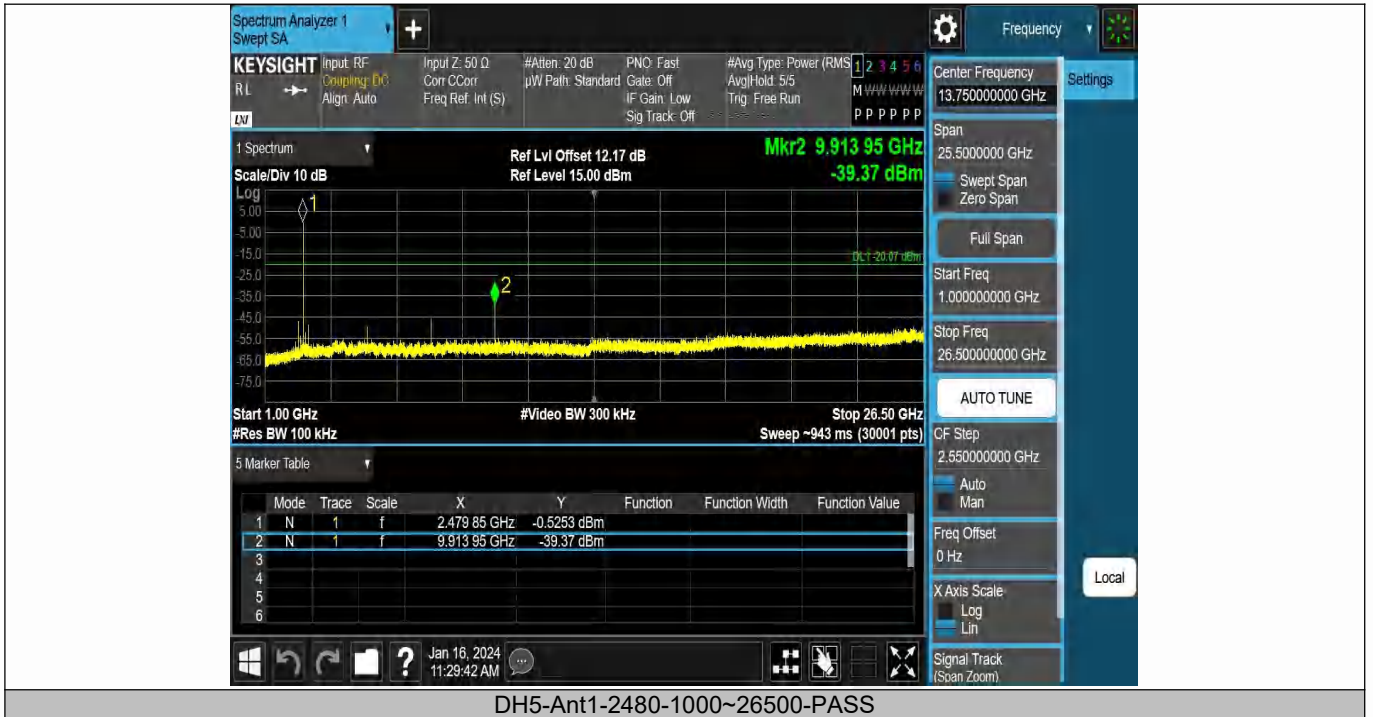 Spectrum Analyzer 1
Swept SA
+
Frequency
KEYSIGHT
RL
LXI
Input: RF
Coupling: DC
Align: Auto
Input Z: 50 Ω
Corr CCorr
Freq Ref: Int (S)
#Atten: 20 dB
µW Path: Standard
PNO: Fast
Gate: Off
IF Gain: Low
Sig Track: Off
#Avg Type: Power (RMS
Avg|Hold: 5/5
Trig: Free Run
1 2 3 4 5 6
M W W W W W
P P P P P P
Center Frequency
13.750000000 GHz
Settings
1 Spectrum
Scale/Div 10 dB
Ref Lvl Offset 12.17 dB
Ref Level 15.00 dBm
Mkr2 9.913 95 GHz
-39.37 dBm
Log
5.00
-5.00
-15.0
-25.0
-35.0
-45.0
-55.0
-65.0
-75.0
1
2
DL1 -20.07 dBm
Start 1.00 GHz
#Res BW 100 kHz
#Video BW 300 kHz
Stop 26.50 GHz
Sweep ~943 ms (30001 pts)
Span
25.5000000 GHz
Swept Span
Zero Span
Full Span
Start Freq
1.000000000 GHz
Stop Freq
26.500000000 GHz
AUTO TUNE
CF Step
2.550000000 GHz
Auto
Man
Freq Offset
0 Hz
X Axis Scale
Log
Lin
Signal Track
(Span Zoom)
Local
5 Marker Table
Mode Trace Scale X Y Function Function Width Function Value
1 N 1 f 2.479 85 GHz -0.5253 dBm
2 N 1 f 9.913 95 GHz -39.37 dBm
3
4
5
6
?
Jan 16, 2024
11:29:42 AM
DH5-Ant1-2480-1000~26500-PASS